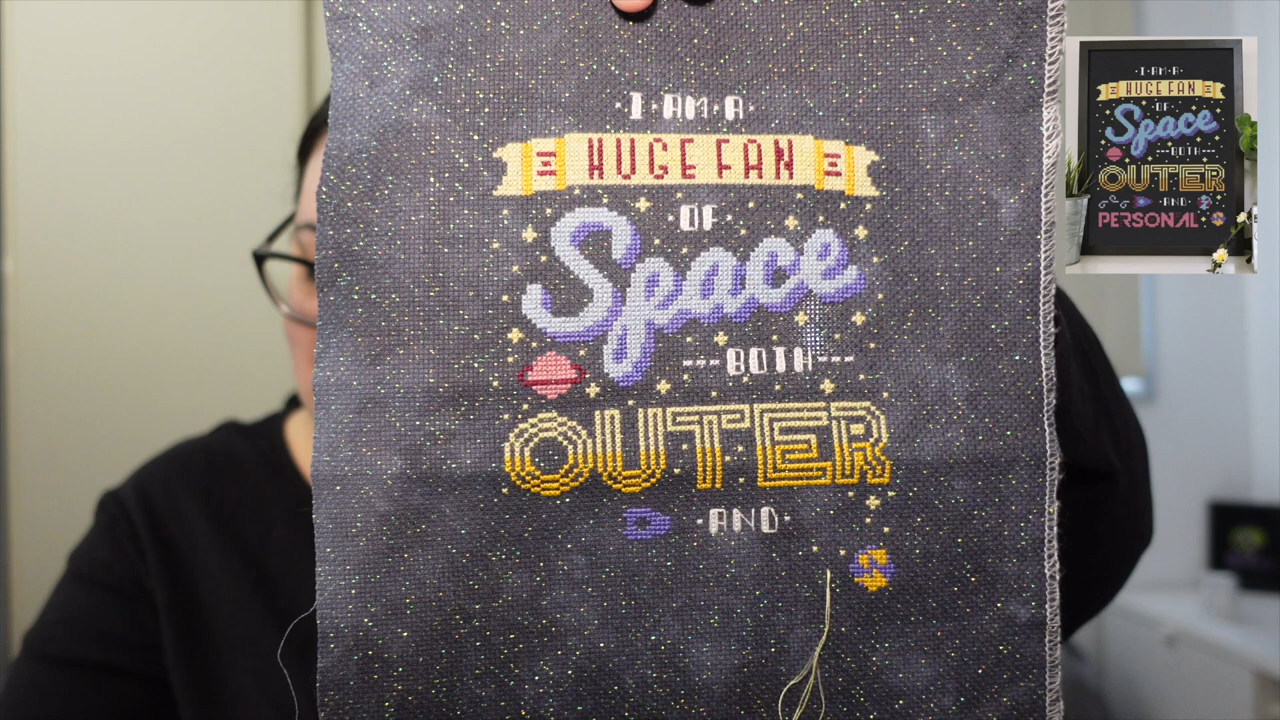 ·I·AM·A·
HUGE FAN
·OF·
Space
---BOTH---
OUTER
·AND·
·I·AM·A·
HUGE FAN
OF
Space
---BOTH---
OUTER
·AND·
PERSONAL